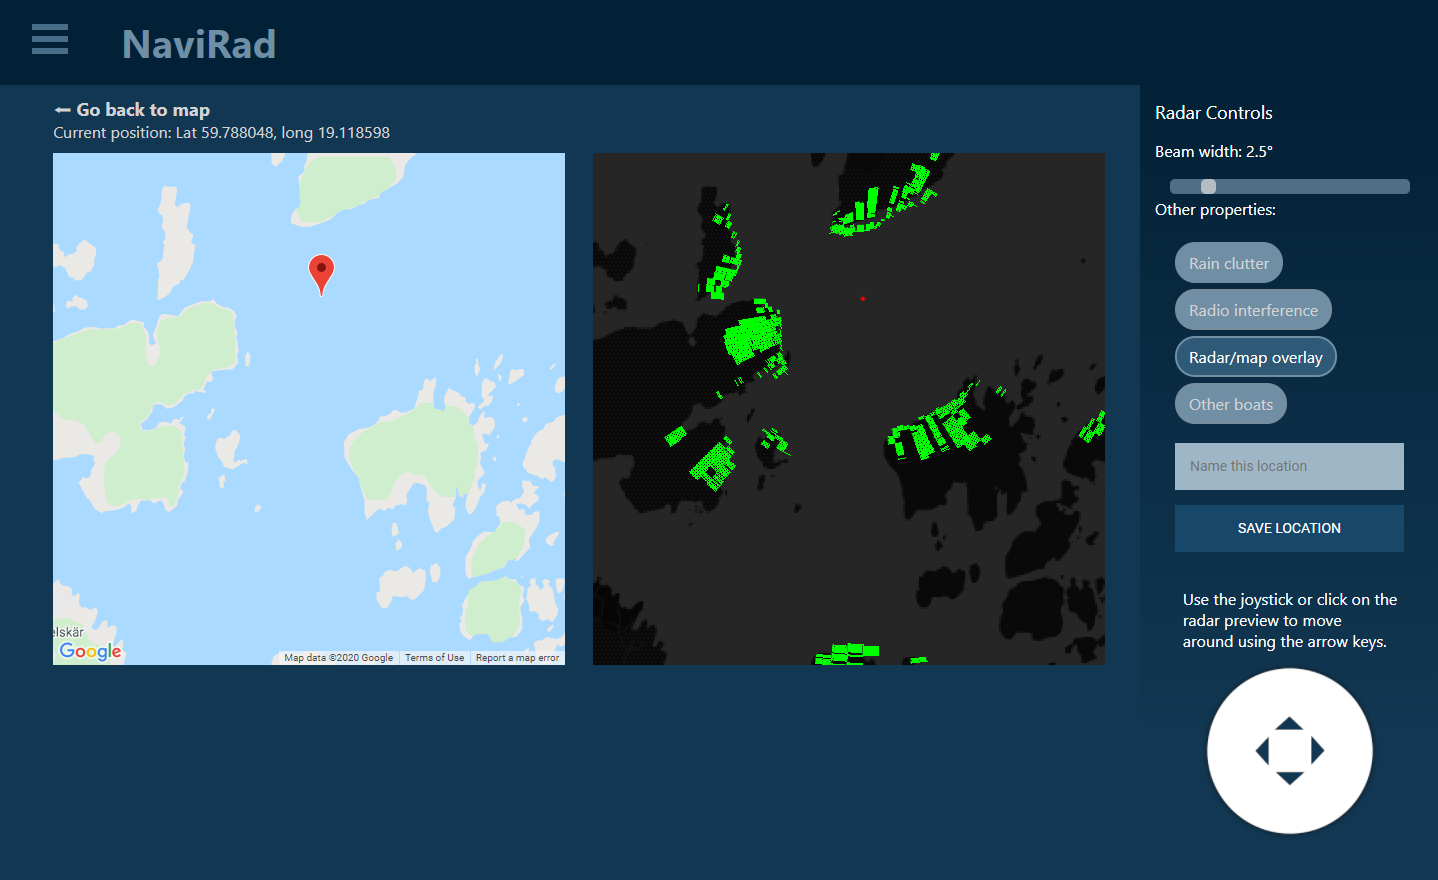 NaviRad
Go back to map
Current position: Lat 59.788048, long 19.118598
elskär
Google
Map data ©2020 Google
Terms of Use
Report a map error
Radar Controls
Beam width: 2.5°
Other properties:
Rain clutter
Radio interference
Radar/map overlay
Other boats
Name this location
SAVE LOCATION
Use the joystick or click on the
radar preview to move
around using the arrow keys.